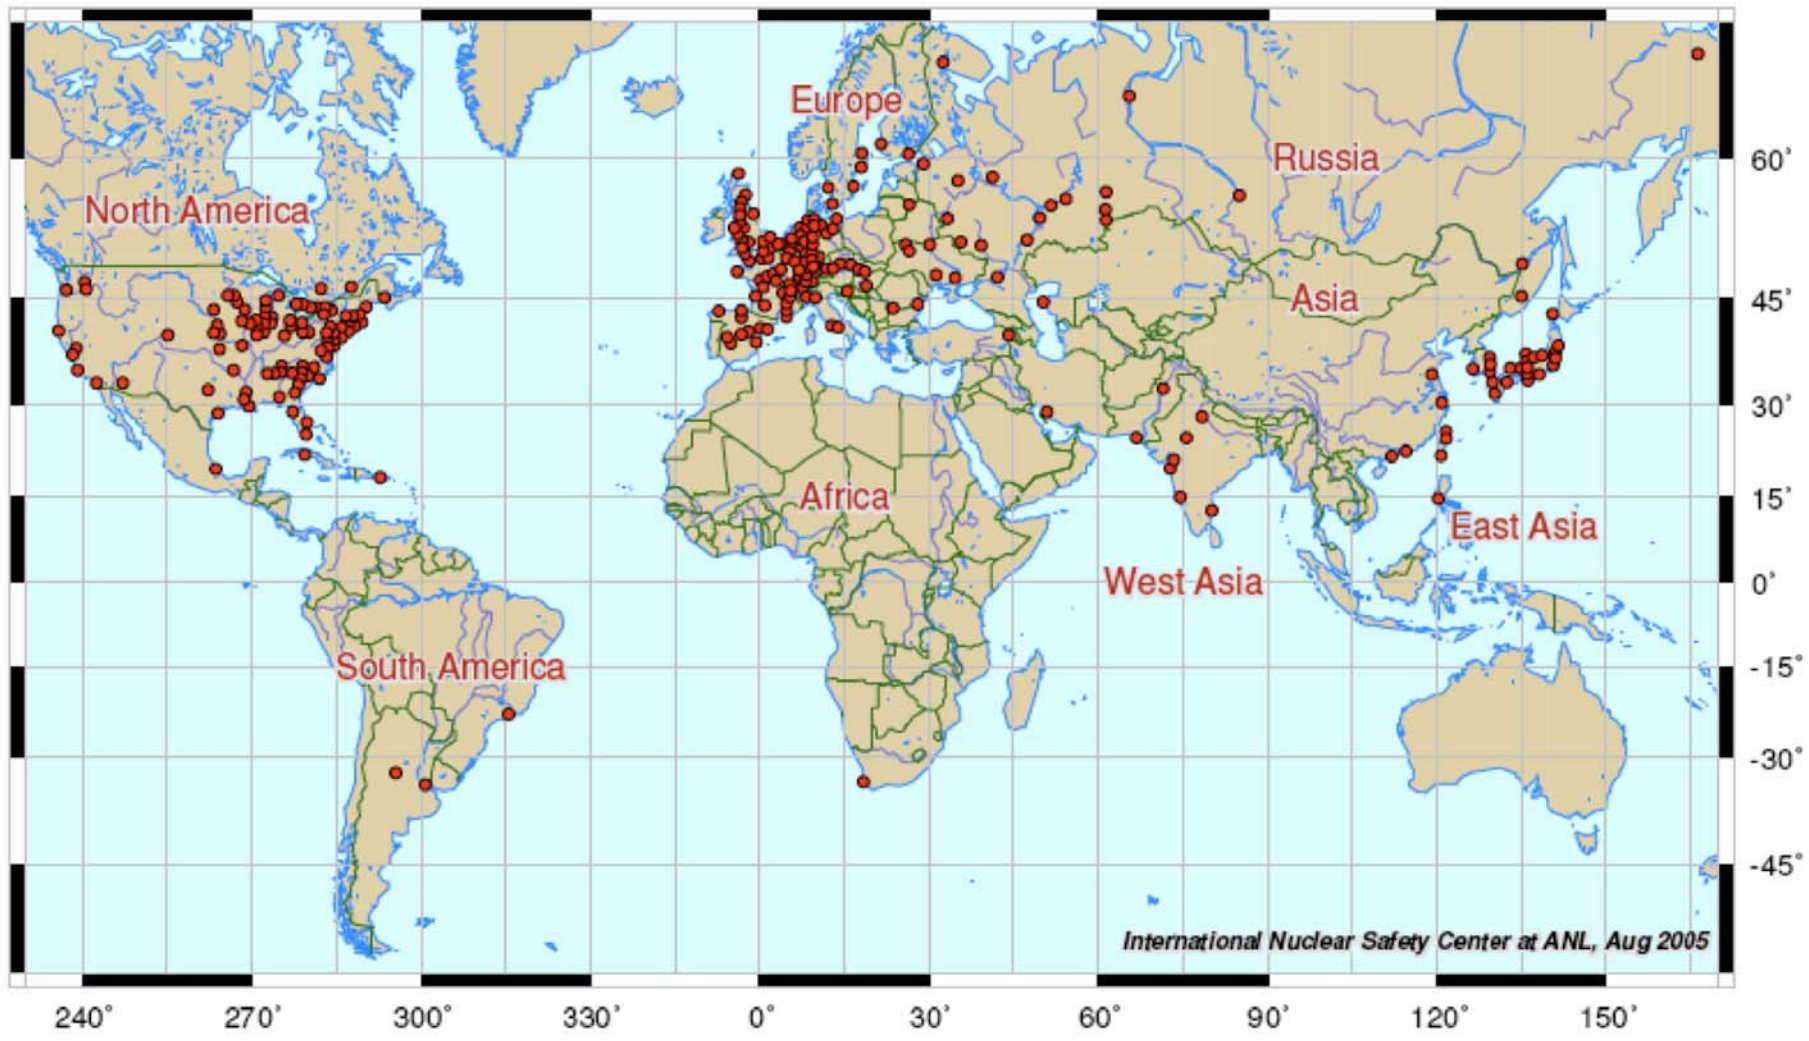 Europe
Russia
60°
North America
Asia
45°
30°
Africa
15°
East Asia
West Asia
0°
South America
-15°
-30°
-45°
International Nuclear Safety Center at ANL, Aug 2005
240° 270° 300° 330° 0° 30° 60° 90° 120° 150°